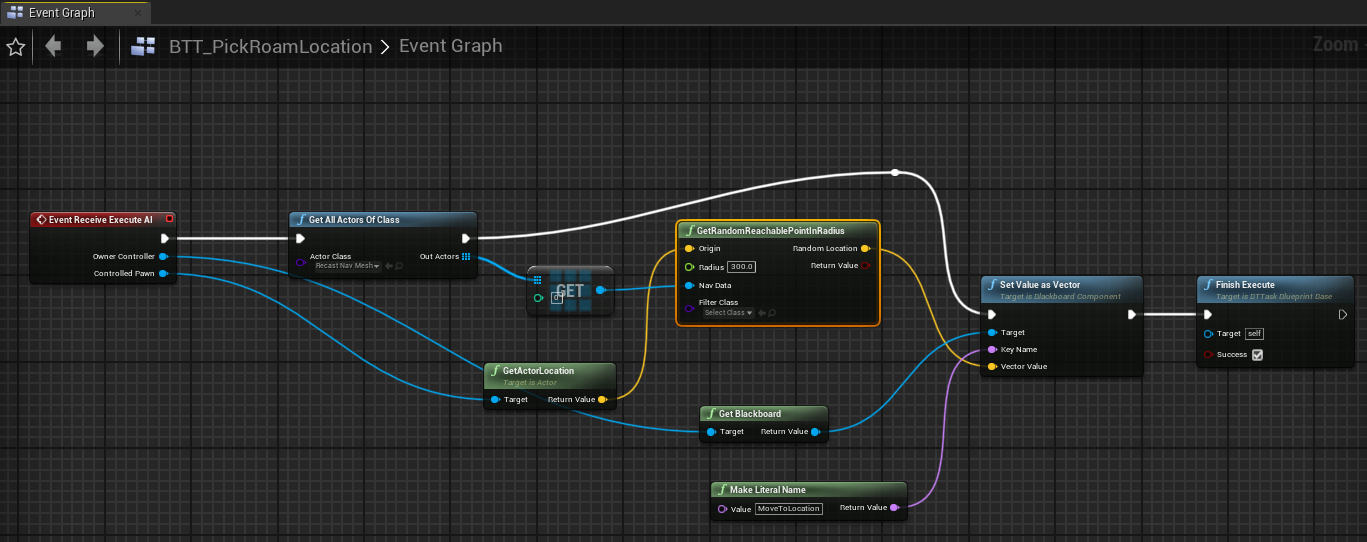 Event Graph
BTT_PickRoamLocation > Event Graph
Zoom
Event Receive Execute AI
Owner Controller
Controlled Pawn
Get All Actors Of Class
Actor Class
Recast Nav Mesh
Out Actors
GET
0
GetRandomReachablePointInRadius
Origin
Random Location
Radius 300.0
Return Value
Nav Data
Filter Class
Select Class
GetActorLocation
Target is Actor
Target
Return Value
Get Blackboard
Target
Return Value
Make Literal Name
Value MoveToLocation
Return Value
Set Value as Vector
Target is Blackboard Component
Target
Key Name
Vector Value
Finish Execute
Target is BTTask Blueprint Base
Target self
Success